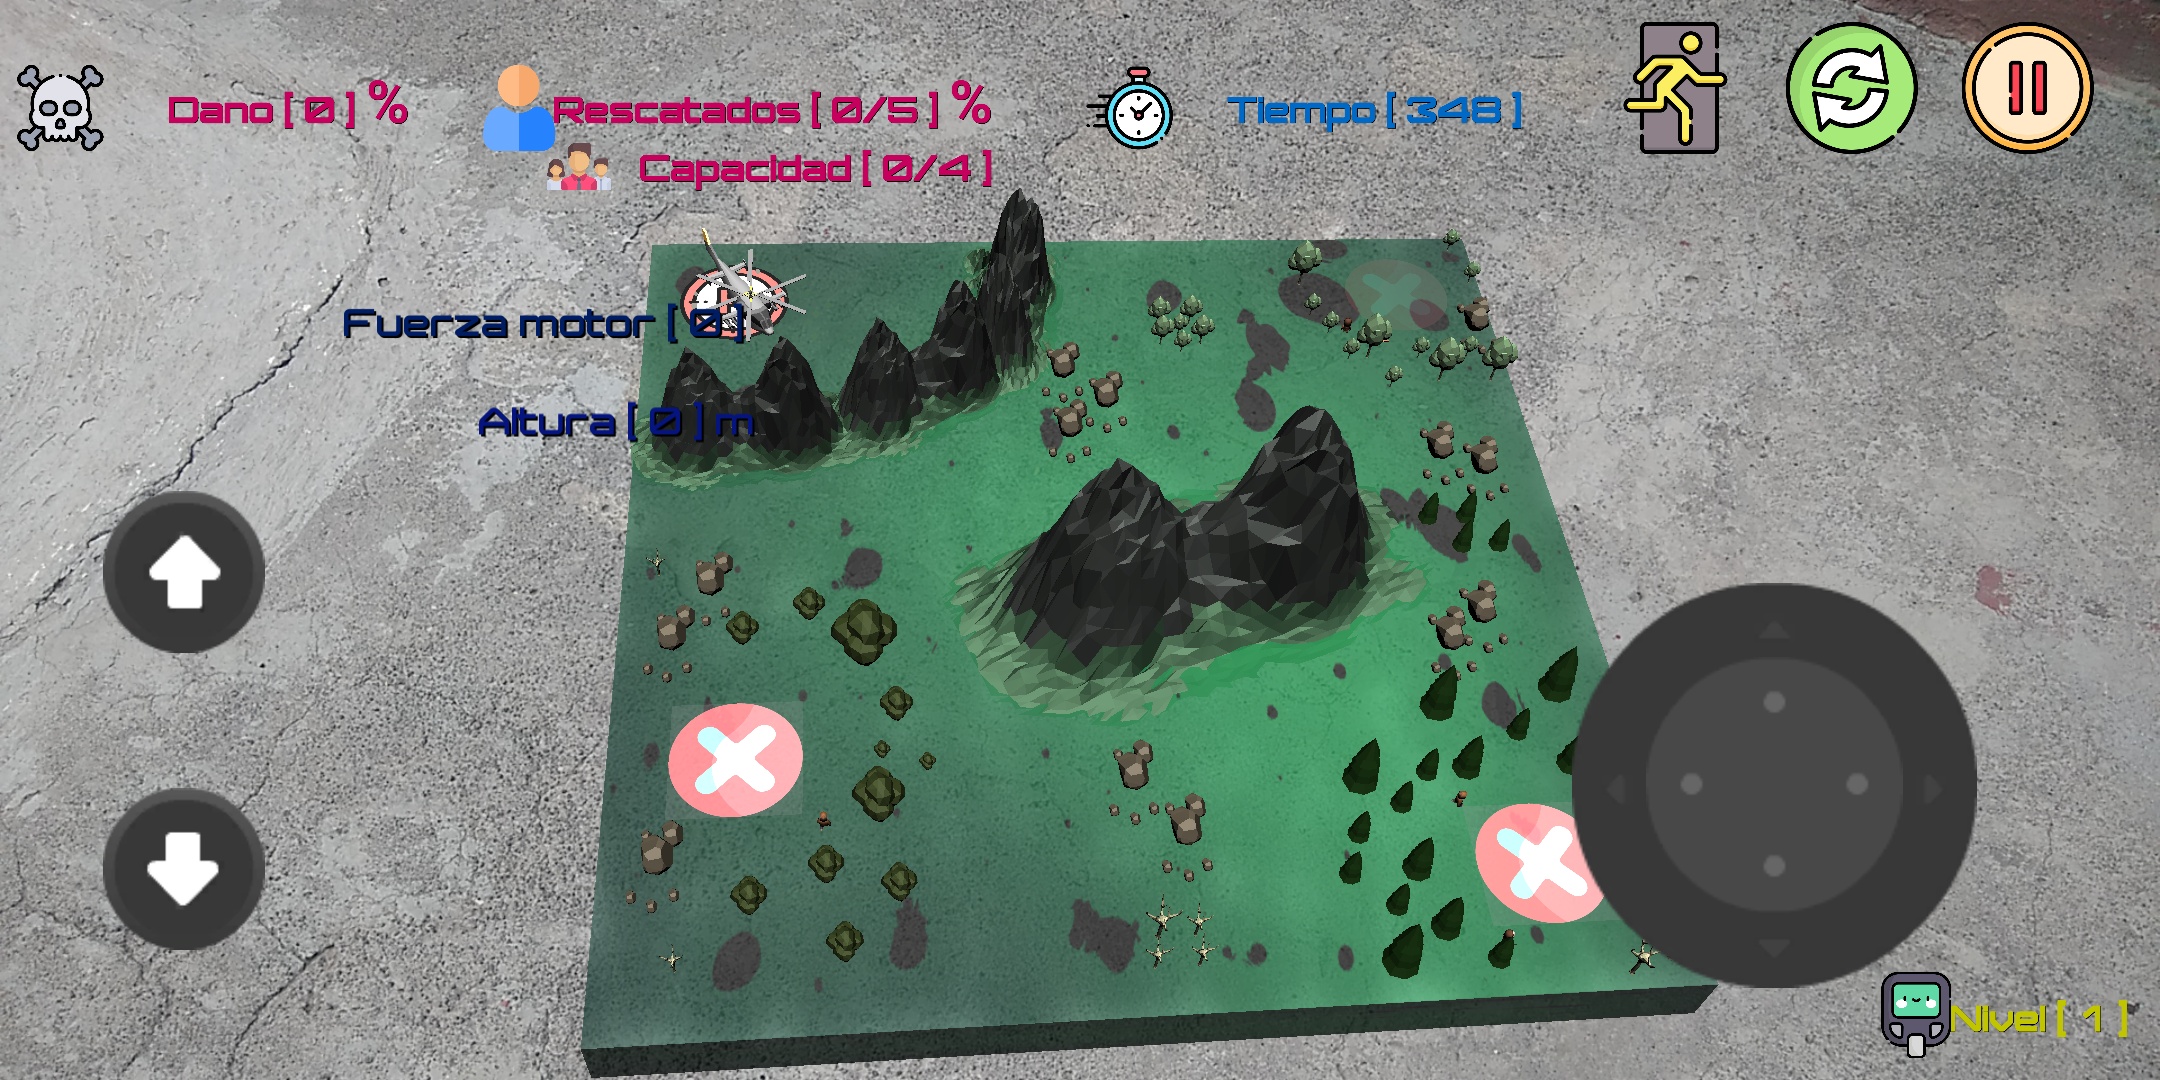 Dano [ 0 ] %
Rescatados [ 0/5 ] %
Tiempo [ 348 ]
Capacidad [ 0/4 ]
Fuerza motor [ 0 ]
Altura [ 0 ] m
Nivel [ 1 ]